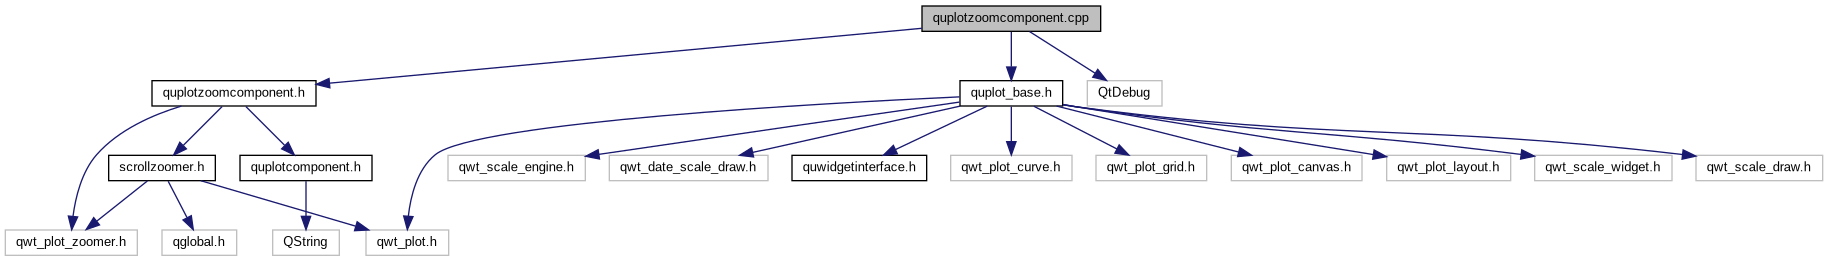 quplotzoomcomponent.cpp
quplotzoomcomponent.h
quplot_base.h
QtDebug
scrollzoomer.h
quplotcomponent.h
qwt_scale_engine.h
qwt_date_scale_draw.h
quwidgetinterface.h
qwt_plot_curve.h
qwt_plot_grid.h
qwt_plot_canvas.h
qwt_plot_layout.h
qwt_scale_widget.h
qwt_scale_draw.h
qwt_plot_zoomer.h
qglobal.h
QString
qwt_plot.h